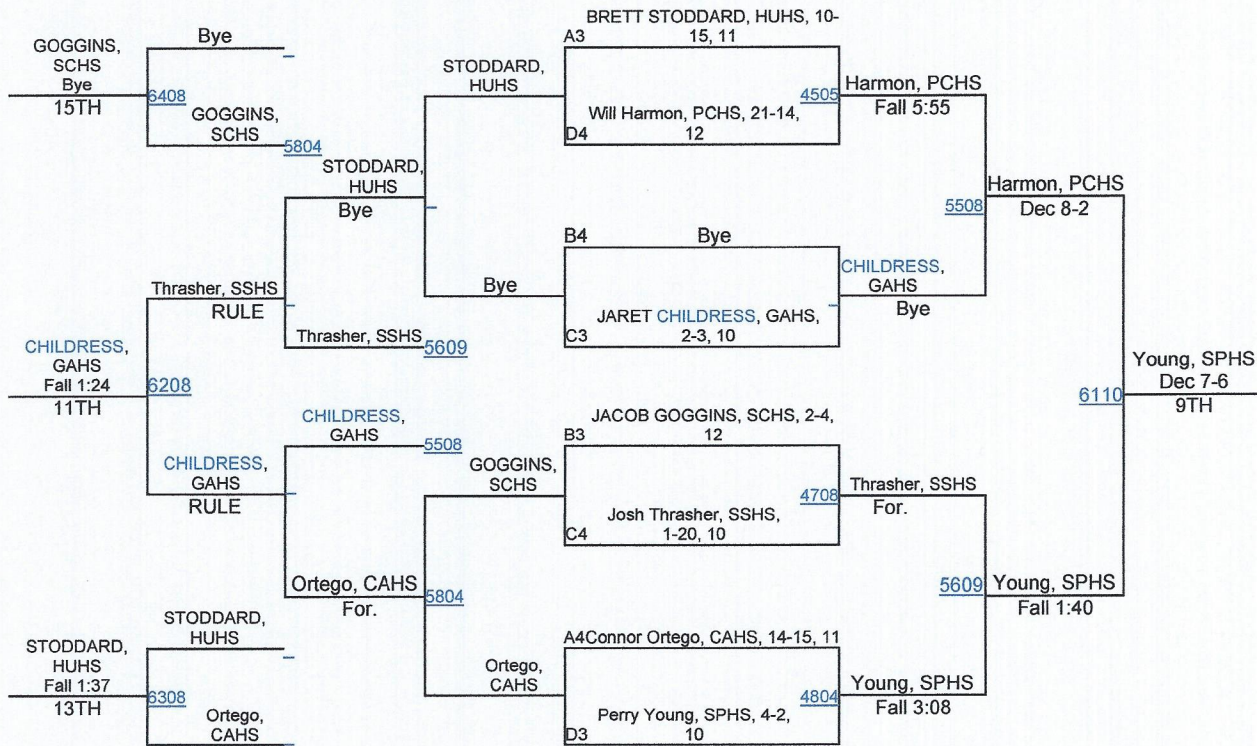 GOGGINS,
SCHS
Bye
15TH
Bye
6408
GOGGINS,
SCHS
5804
STODDARD,
HUHS
Bye
STODDARD,
HUHS
BRETT STODDARD, HUHS, 10-
A3 15, 11
4505
Will Harmon, PCHS, 21-14,
D4 12
Harmon, PCHS
Fall 5:55
5508
Harmon, PCHS
Dec 8-2
Bye
B4 Bye
JARET CHILDRESS, GAHS,
C3 2-3, 10
CHILDRESS,
GAHS
Bye
Thrasher, SSHS
RULE
Thrasher, SSHS
5609
CHILDRESS,
GAHS
Fall 1:24
11TH
6208
CHILDRESS,
GAHS
RULE
CHILDRESS,
GAHS
5508
Ortego, CAHS
For.
5804
GOGGINS,
SCHS
JACOB GOGGINS, SCHS, 2-4,
B3 12
4708
Josh Thrasher, SSHS,
C4 1-20, 10
Thrasher, SSHS
For.
6110
Young, SPHS
Dec 7-6
9TH
5609
Young, SPHS
Fall 1:40
STODDARD,
HUHS
Fall 1:37
13TH
STODDARD,
HUHS
6308
Ortego,
CAHS
Ortego,
CAHS
A4Connor Ortego, CAHS, 14-15, 11
4804
Perry Young, SPHS, 4-2,
D3 10
Young, SPHS
Fall 3:08